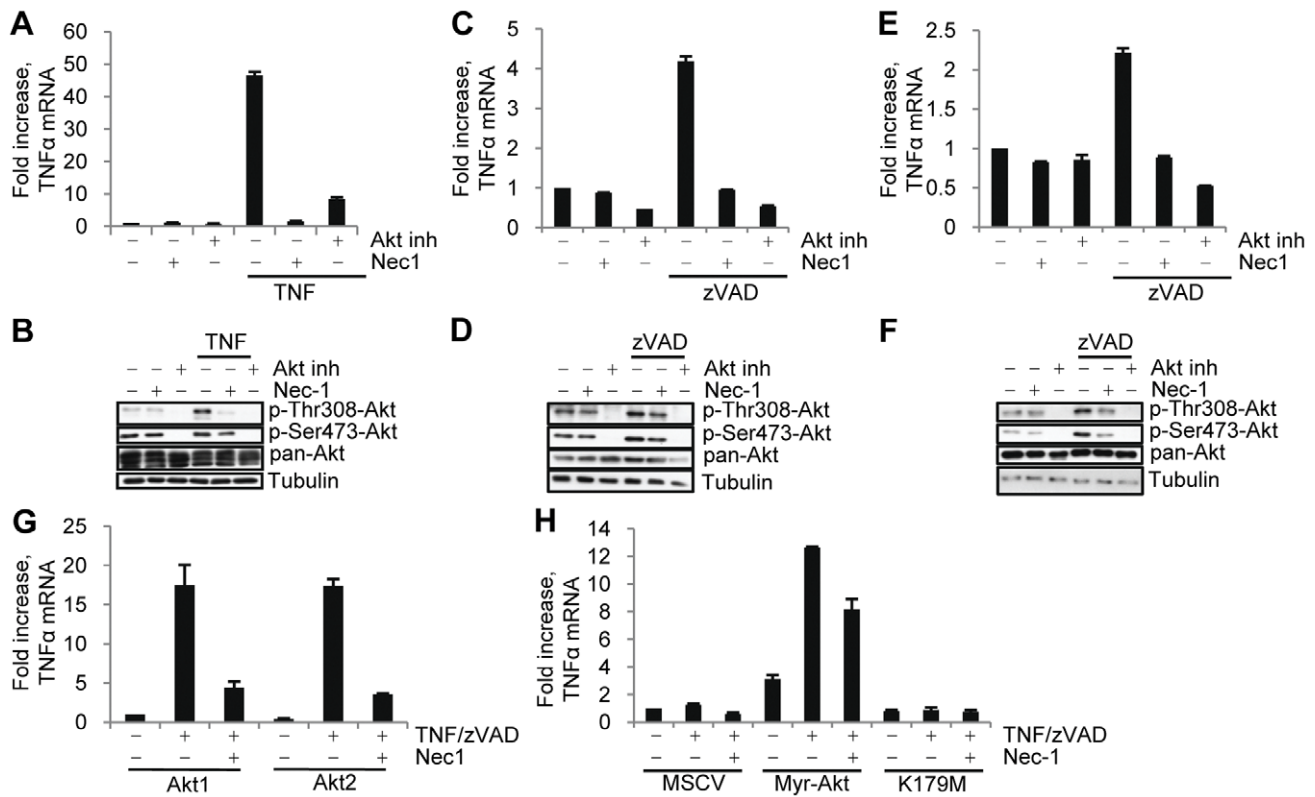 A
Fold increase,
TNFα mRNA
60
50
40
30
20
10
0
– – + – – + Akt inh
– + – – + – Nec1
TNF
C
Fold increase,
TNFα mRNA
5
4
3
2
1
0
– – + – – + Akt inh
– + – – + – Nec1
zVAD
E
Fold increase,
TNFα mRNA
2.5
2
1.5
1
0.5
0
– – + – – + Akt inh
– + – – + – Nec1
zVAD
B
TNF
– – + – – + Akt inh
– + – – + – Nec-1
p-Thr308-Akt
p-Ser473-Akt
pan-Akt
Tubulin
D
zVAD
– – + – – + Akt inh
– + – – + – Nec-1
p-Thr308-Akt
p-Ser473-Akt
pan-Akt
Tubulin
F
zVAD
– – + – – + Akt inh
– + – – + – Nec-1
p-Thr308-Akt
p-Ser473-Akt
pan-Akt
Tubulin
G
Fold increase,
TNFα mRNA
25
20
15
10
5
0
– + + – + + TNF/zVAD
– – + – – + Nec1
Akt1 Akt2
H
Fold increase,
TNFα mRNA
14
12
10
8
6
4
2
0
– + + – + + – + + TNF/zVAD
– – + – – + – – + Nec-1
MSCV Myr-Akt K179M